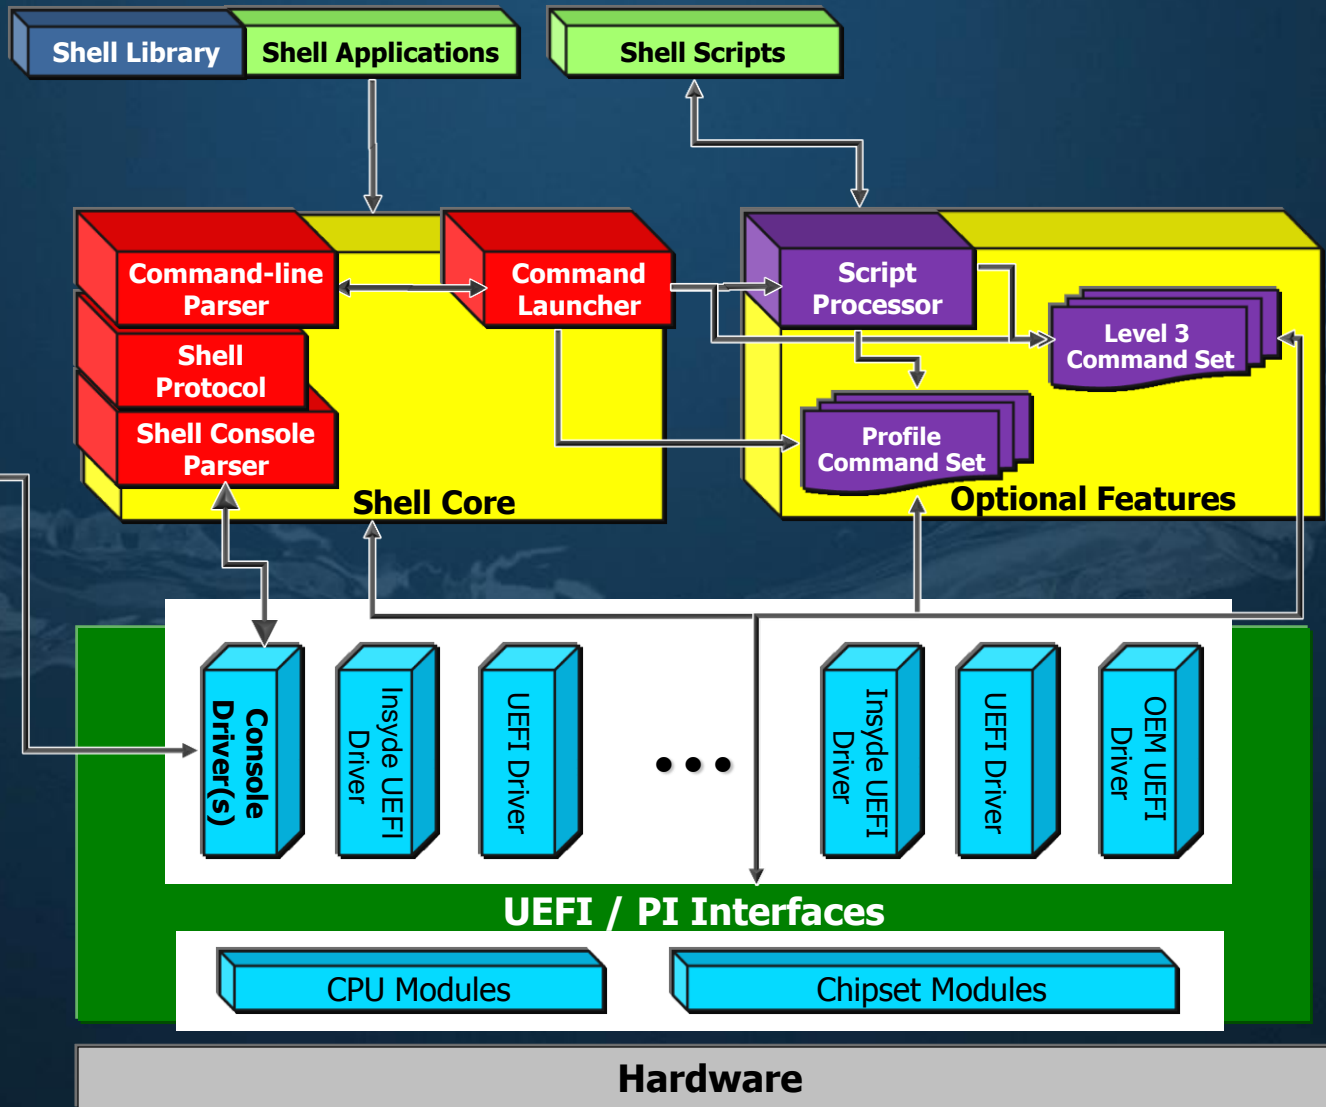 Shell Library
Shell Applications
Shell Scripts
Command-line
Parser
Command
Launcher
Script
Processor
Level 3
Command Set
Shell
Protocol
Shell Console
Parser
Profile
Command Set
Shell Core
Optional Features
Console
Driver(s)
Insyde UEFI
Driver
UEFI Driver
...
Insyde UEFI
Driver
UEFI Driver
OEM UEFI
Driver
UEFI / PI Interfaces
CPU Modules
Chipset Modules
Hardware